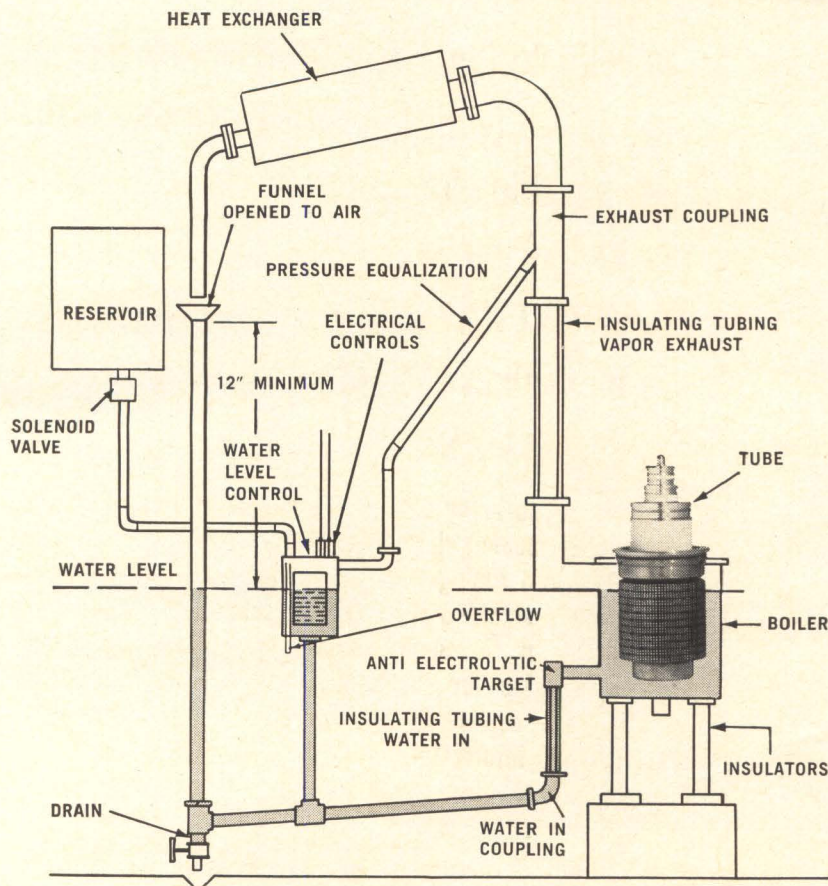 HEAT EXCHANGER
FUNNEL
OPENED TO AIR
EXHAUST COUPLING
PRESSURE EQUALIZATION
RESERVOIR
ELECTRICAL
CONTROLS
INSULATING TUBING
VAPOR EXHAUST
12" MINIMUM
SOLENOID
VALVE
WATER
LEVEL
CONTROL
TUBE
WATER LEVEL
OVERFLOW
BOILER
ANTI ELECTROLYTIC
TARGET
INSULATING TUBING
WATER IN
INSULATORS
DRAIN
WATER IN
COUPLING